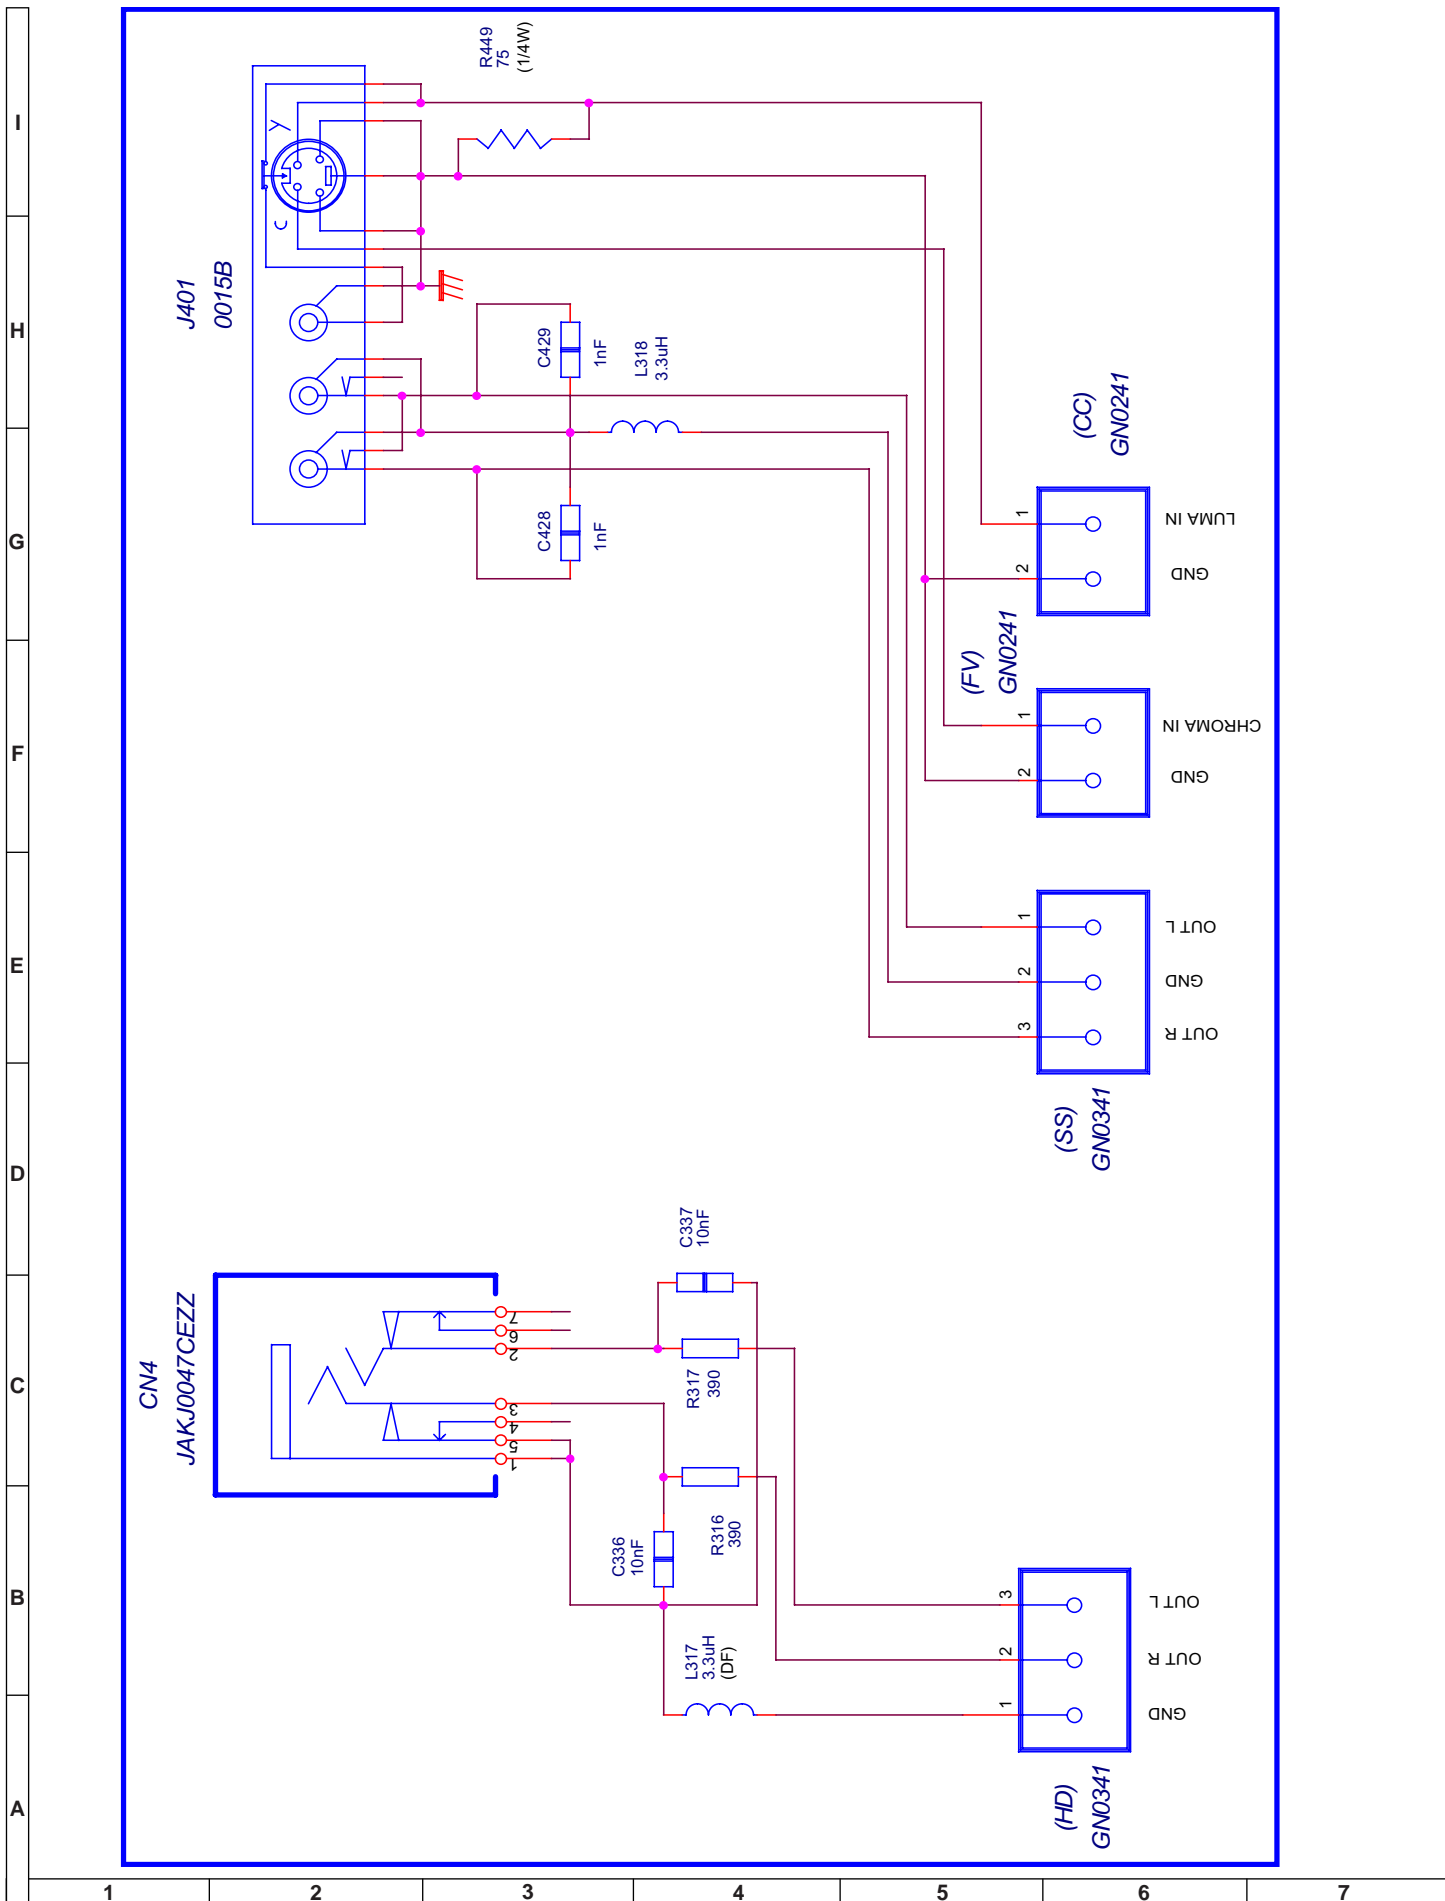 R449
75
(1/4W)
I
Y
C
J401
0015B
H
C429
1nF
L318
3.3uH
(CC)
GN0241
G
C428
1nF
1
LUMA IN
2
GND
(FV)
GN0241
F
1
CHROMA IN
2
GND
E
1
OUT L
2
GND
3
OUT R
(SS)
GN0341
D
C337
10nF
CN4
JAKJ0047CEZZ
7
6
2
3
4
5
1
C
R317
390
R316
390
C336
10nF
B
3
OUT L
2
OUT R
1
GND
L317
3.3uH
(DF)
(HD)
GN0341
A
1
2
3
4
5
6
7